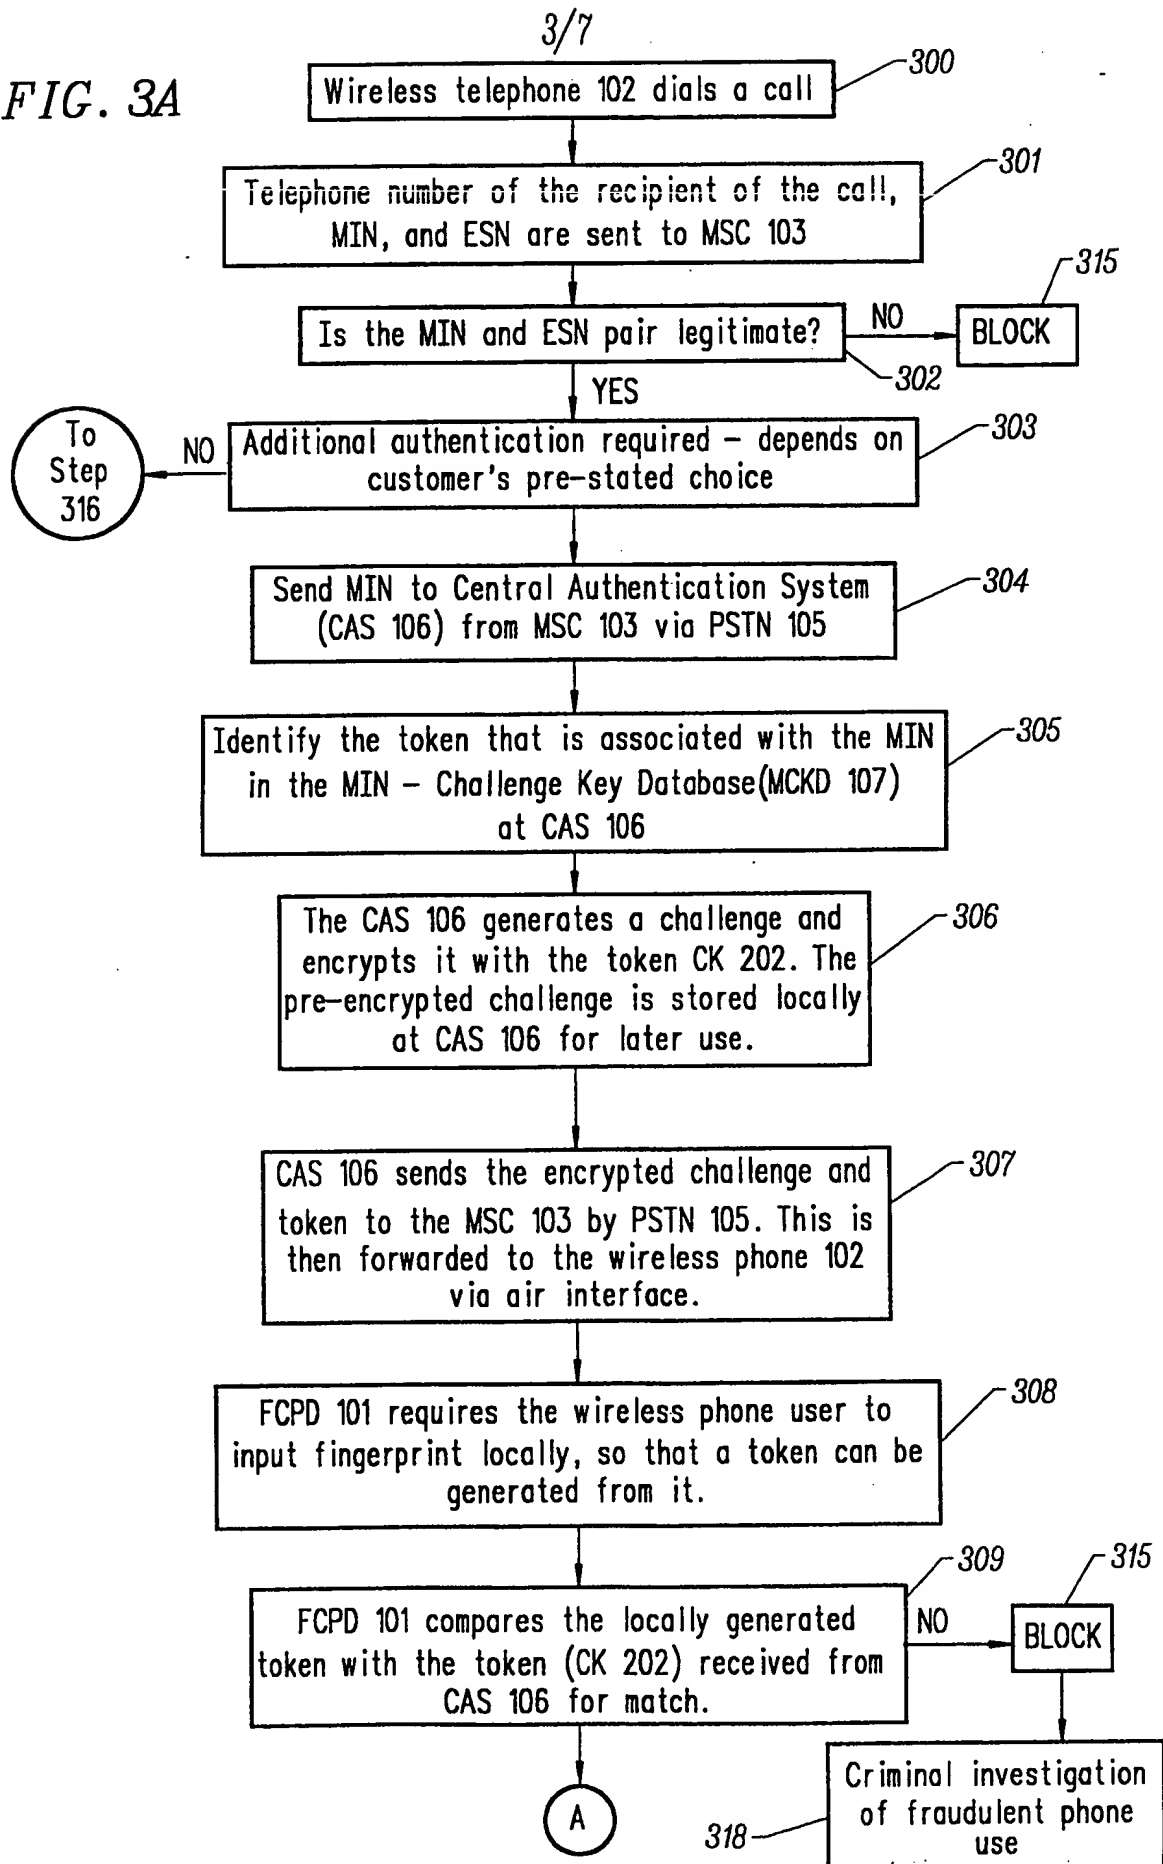 3/7
FIG. 3A
300
Wireless telephone 102 dials a call
301
Telephone number of the recipient of the call,
MIN, and ESN are sent to MSC 103
315
Is the MIN and ESN pair legitimate?
NO
BLOCK
302
YES
To
Step
316
NO
Additional authentication required – depends on
customer's pre-stated choice
303
Send MIN to Central Authentication System
(CAS 106) from MSC 103 via PSTN 105
304
Identify the token that is associated with the MIN
in the MIN – Challenge Key Database(MCKD 107)
at CAS 106
305
The CAS 106 generates a challenge and
encrypts it with the token CK 202. The
pre-encrypted challenge is stored locally
at CAS 106 for later use.
306
CAS 106 sends the encrypted challenge and
token to the MSC 103 by PSTN 105. This is
then forwarded to the wireless phone 102
via air interface.
307
FCPD 101 requires the wireless phone user to
input fingerprint locally, so that a token can be
generated from it.
308
309
315
FCPD 101 compares the locally generated
token with the token (CK 202) received from
CAS 106 for match.
NO
BLOCK
A
Criminal investigation
of fraudulent phone
use
318